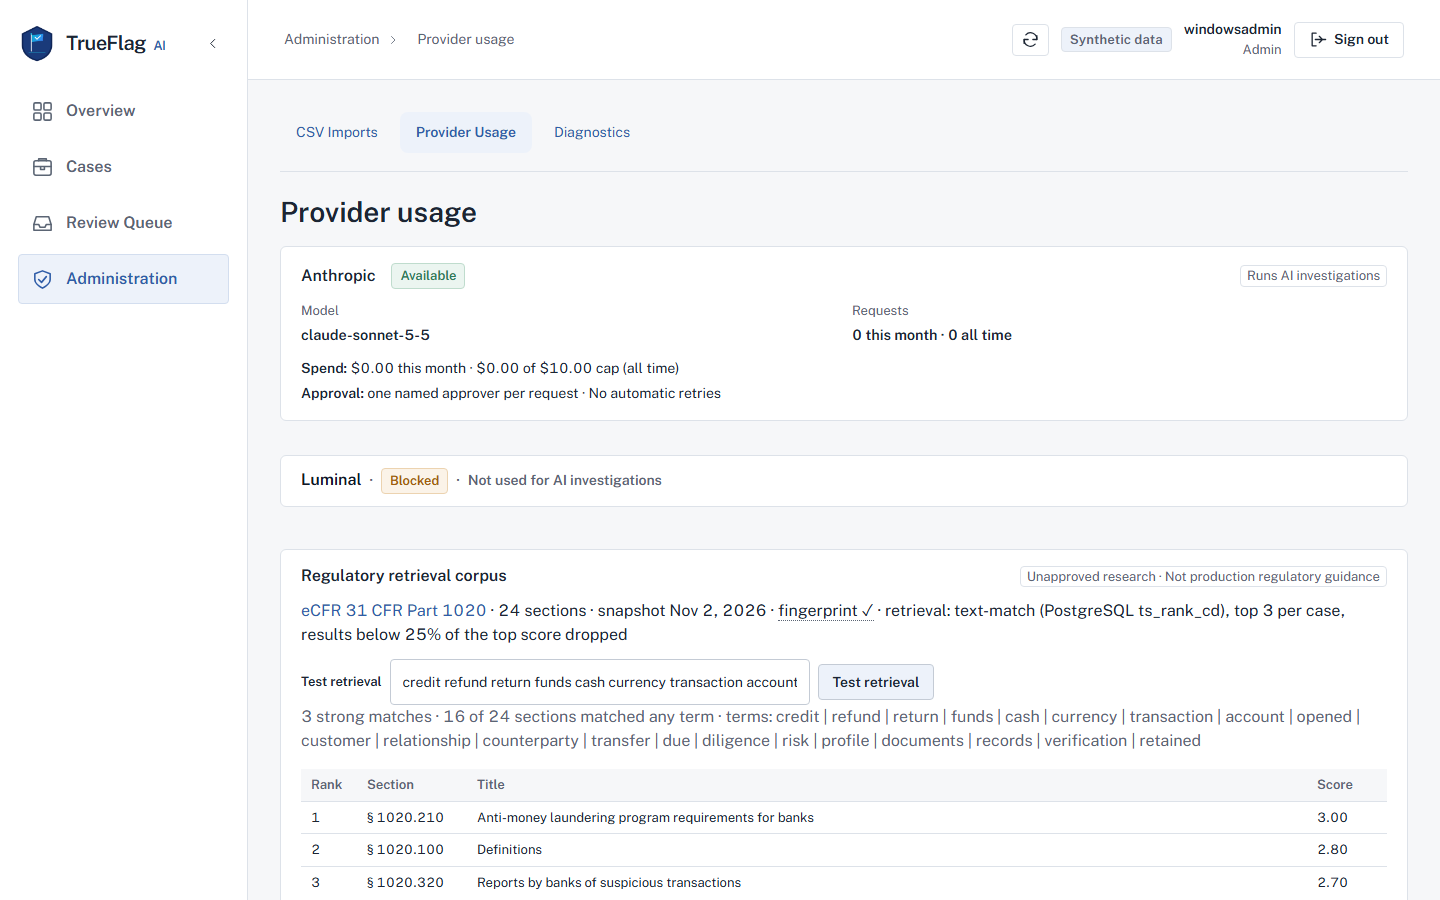 TrueFlag AI
Administration > Provider usage
Synthetic data
windowsadmin
Admin
Sign out
Overview
Cases
Review Queue
Administration
CSV Imports
Provider Usage
Diagnostics
Provider usage
Anthropic
Available
Runs AI investigations
Model
Requests
claude-sonnet-5-5
0 this month · 0 all time
Spend: $0.00 this month · $0.00 of $10.00 cap (all time)
Approval: one named approver per request · No automatic retries
Luminal · Blocked · Not used for AI investigations
Regulatory retrieval corpus
Unapproved research · Not production regulatory guidance
eCFR 31 CFR Part 1020 · 24 sections · snapshot Nov 2, 2026 · fingerprint ✓ · retrieval: text-match (PostgreSQL ts_rank_cd), top 3 per case,
results below 25% of the top score dropped
Test retrieval
credit refund return funds cash currency transaction account
Test retrieval
3 strong matches · 16 of 24 sections matched any term · terms: credit | refund | return | funds | cash | currency | transaction | account | opened |
customer | relationship | counterparty | transfer | due | diligence | risk | profile | documents | records | verification | retained
Rank Section Title Score
1 § 1020.210 Anti-money laundering program requirements for banks 3.00
2 § 1020.100 Definitions 2.80
3 § 1020.320 Reports by banks of suspicious transactions 2.70